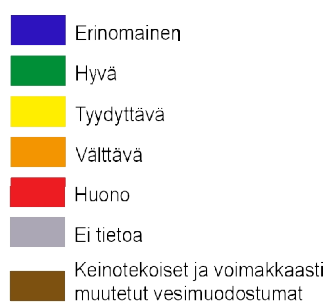 Erinomainen
Hyvä
Tyydyttävä
Välttävä
Huono
Ei tietoa
Keinotekoiset ja voimakkaasti
muutetut vesimuodostumat